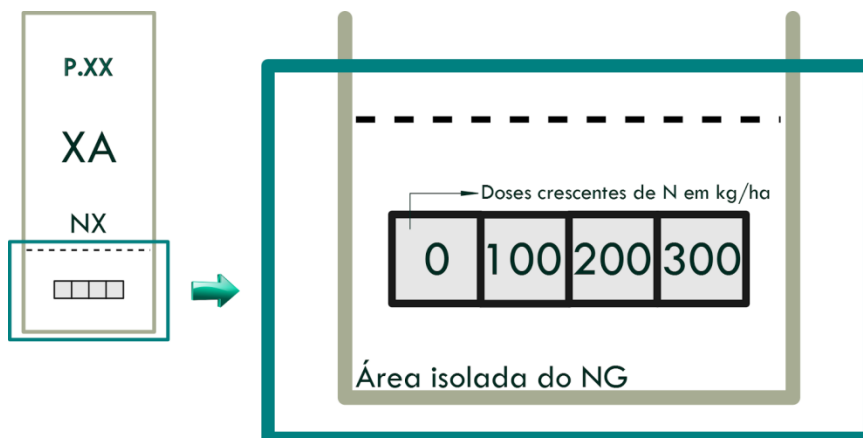 P.XX
XA
NX
Doses crescentes de N em kg/ha
0 100 200 300
Área isolada do NG